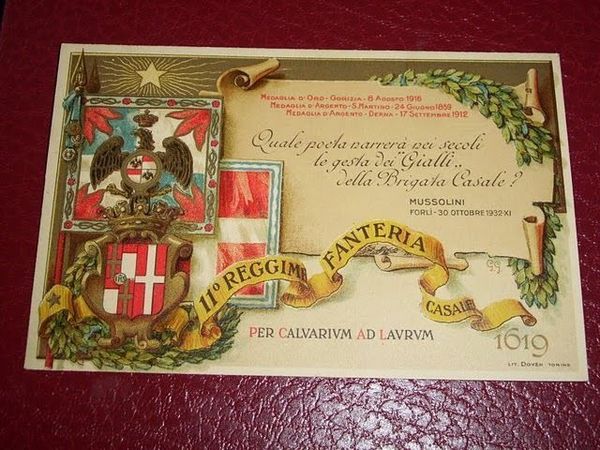 MEDAGLIA D'ORO - GORIZIA - 8 AGOSTO 1916
MEDAGLIA D'ARGENTO - S. MARTINO - 24 GIUGNO 1859
MEDAGLIA D'ARGENTO - DERNA - 17 SETTEMBRE 1912
Quale poeta narrerà nei secoli
le gesta dei "Gialli"..
della Brigata Casale?
MUSSOLINI
FORLÌ - 30 OTTOBRE 1932·XI
11° REGGIM
FANTERIA
CASALE
PER CALVARIVM AD LAVRVM
1619
LIT. DOYEN - TORINO